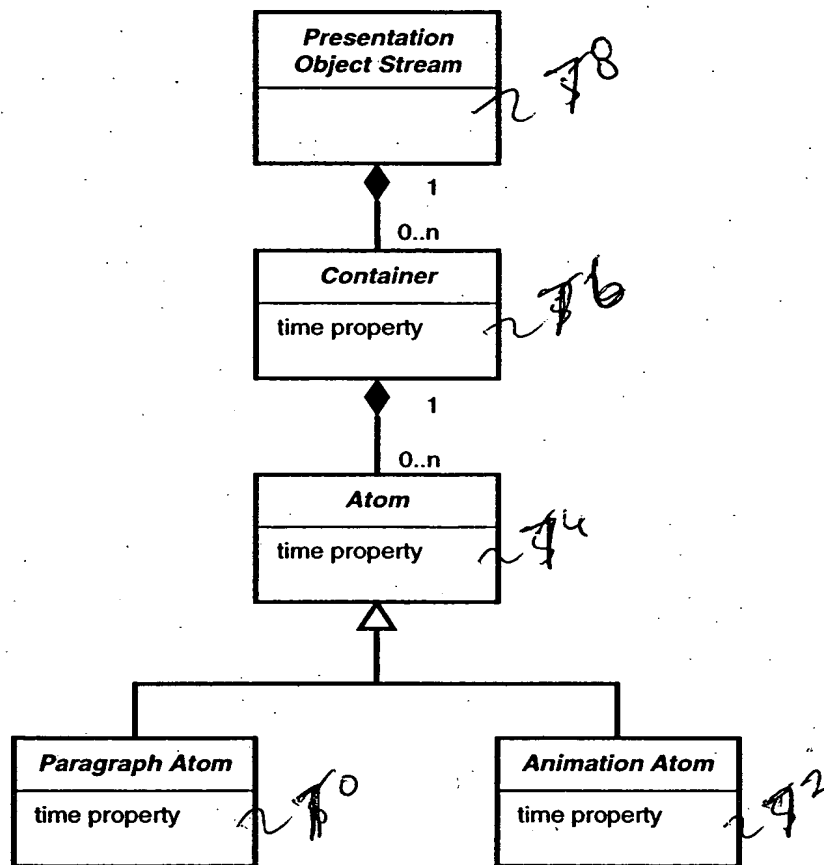 Presentation
Object Stream
1
0..n
Container
time property
1
0..n
Atom
time property
Paragraph Atom
time property
Animation Atom
time property